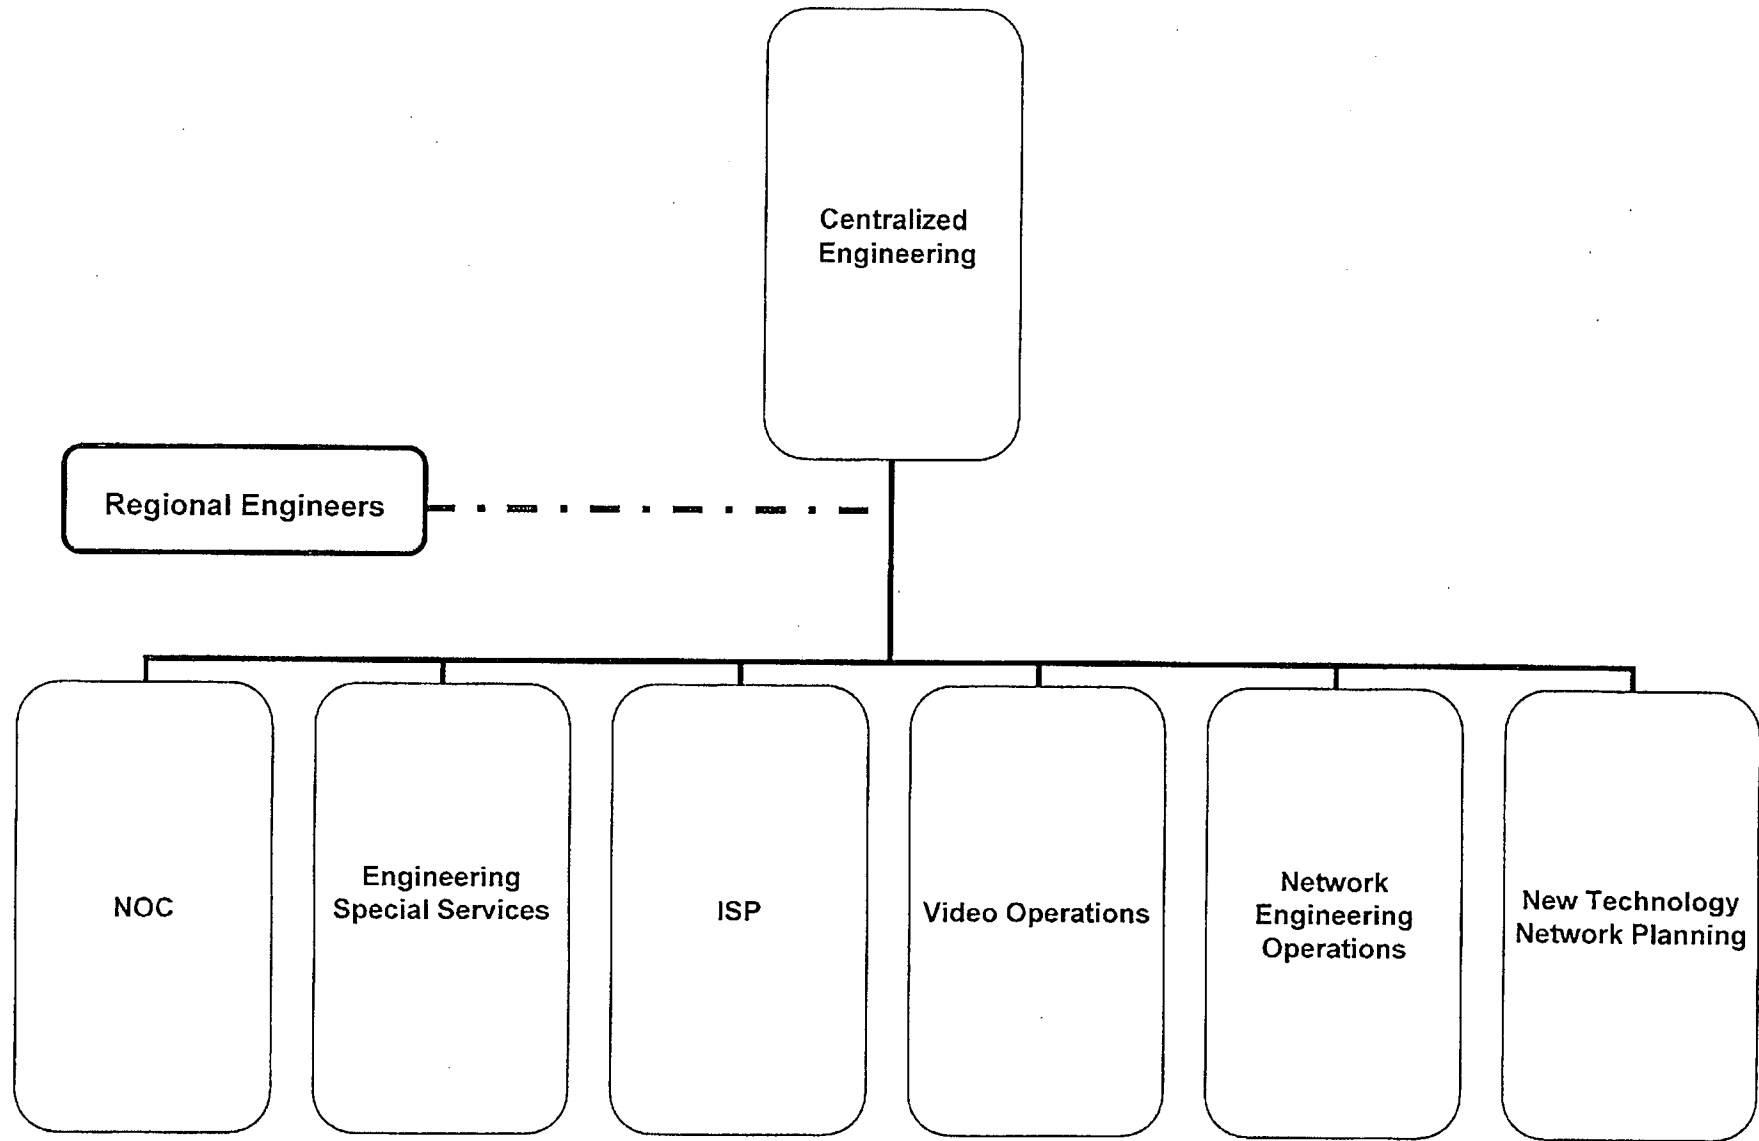 Centralized
Engineering
Regional Engineers
NOC
Engineering
Special Services
ISP
Video Operations
Network
Engineering
Operations
New Technology
Network Planning